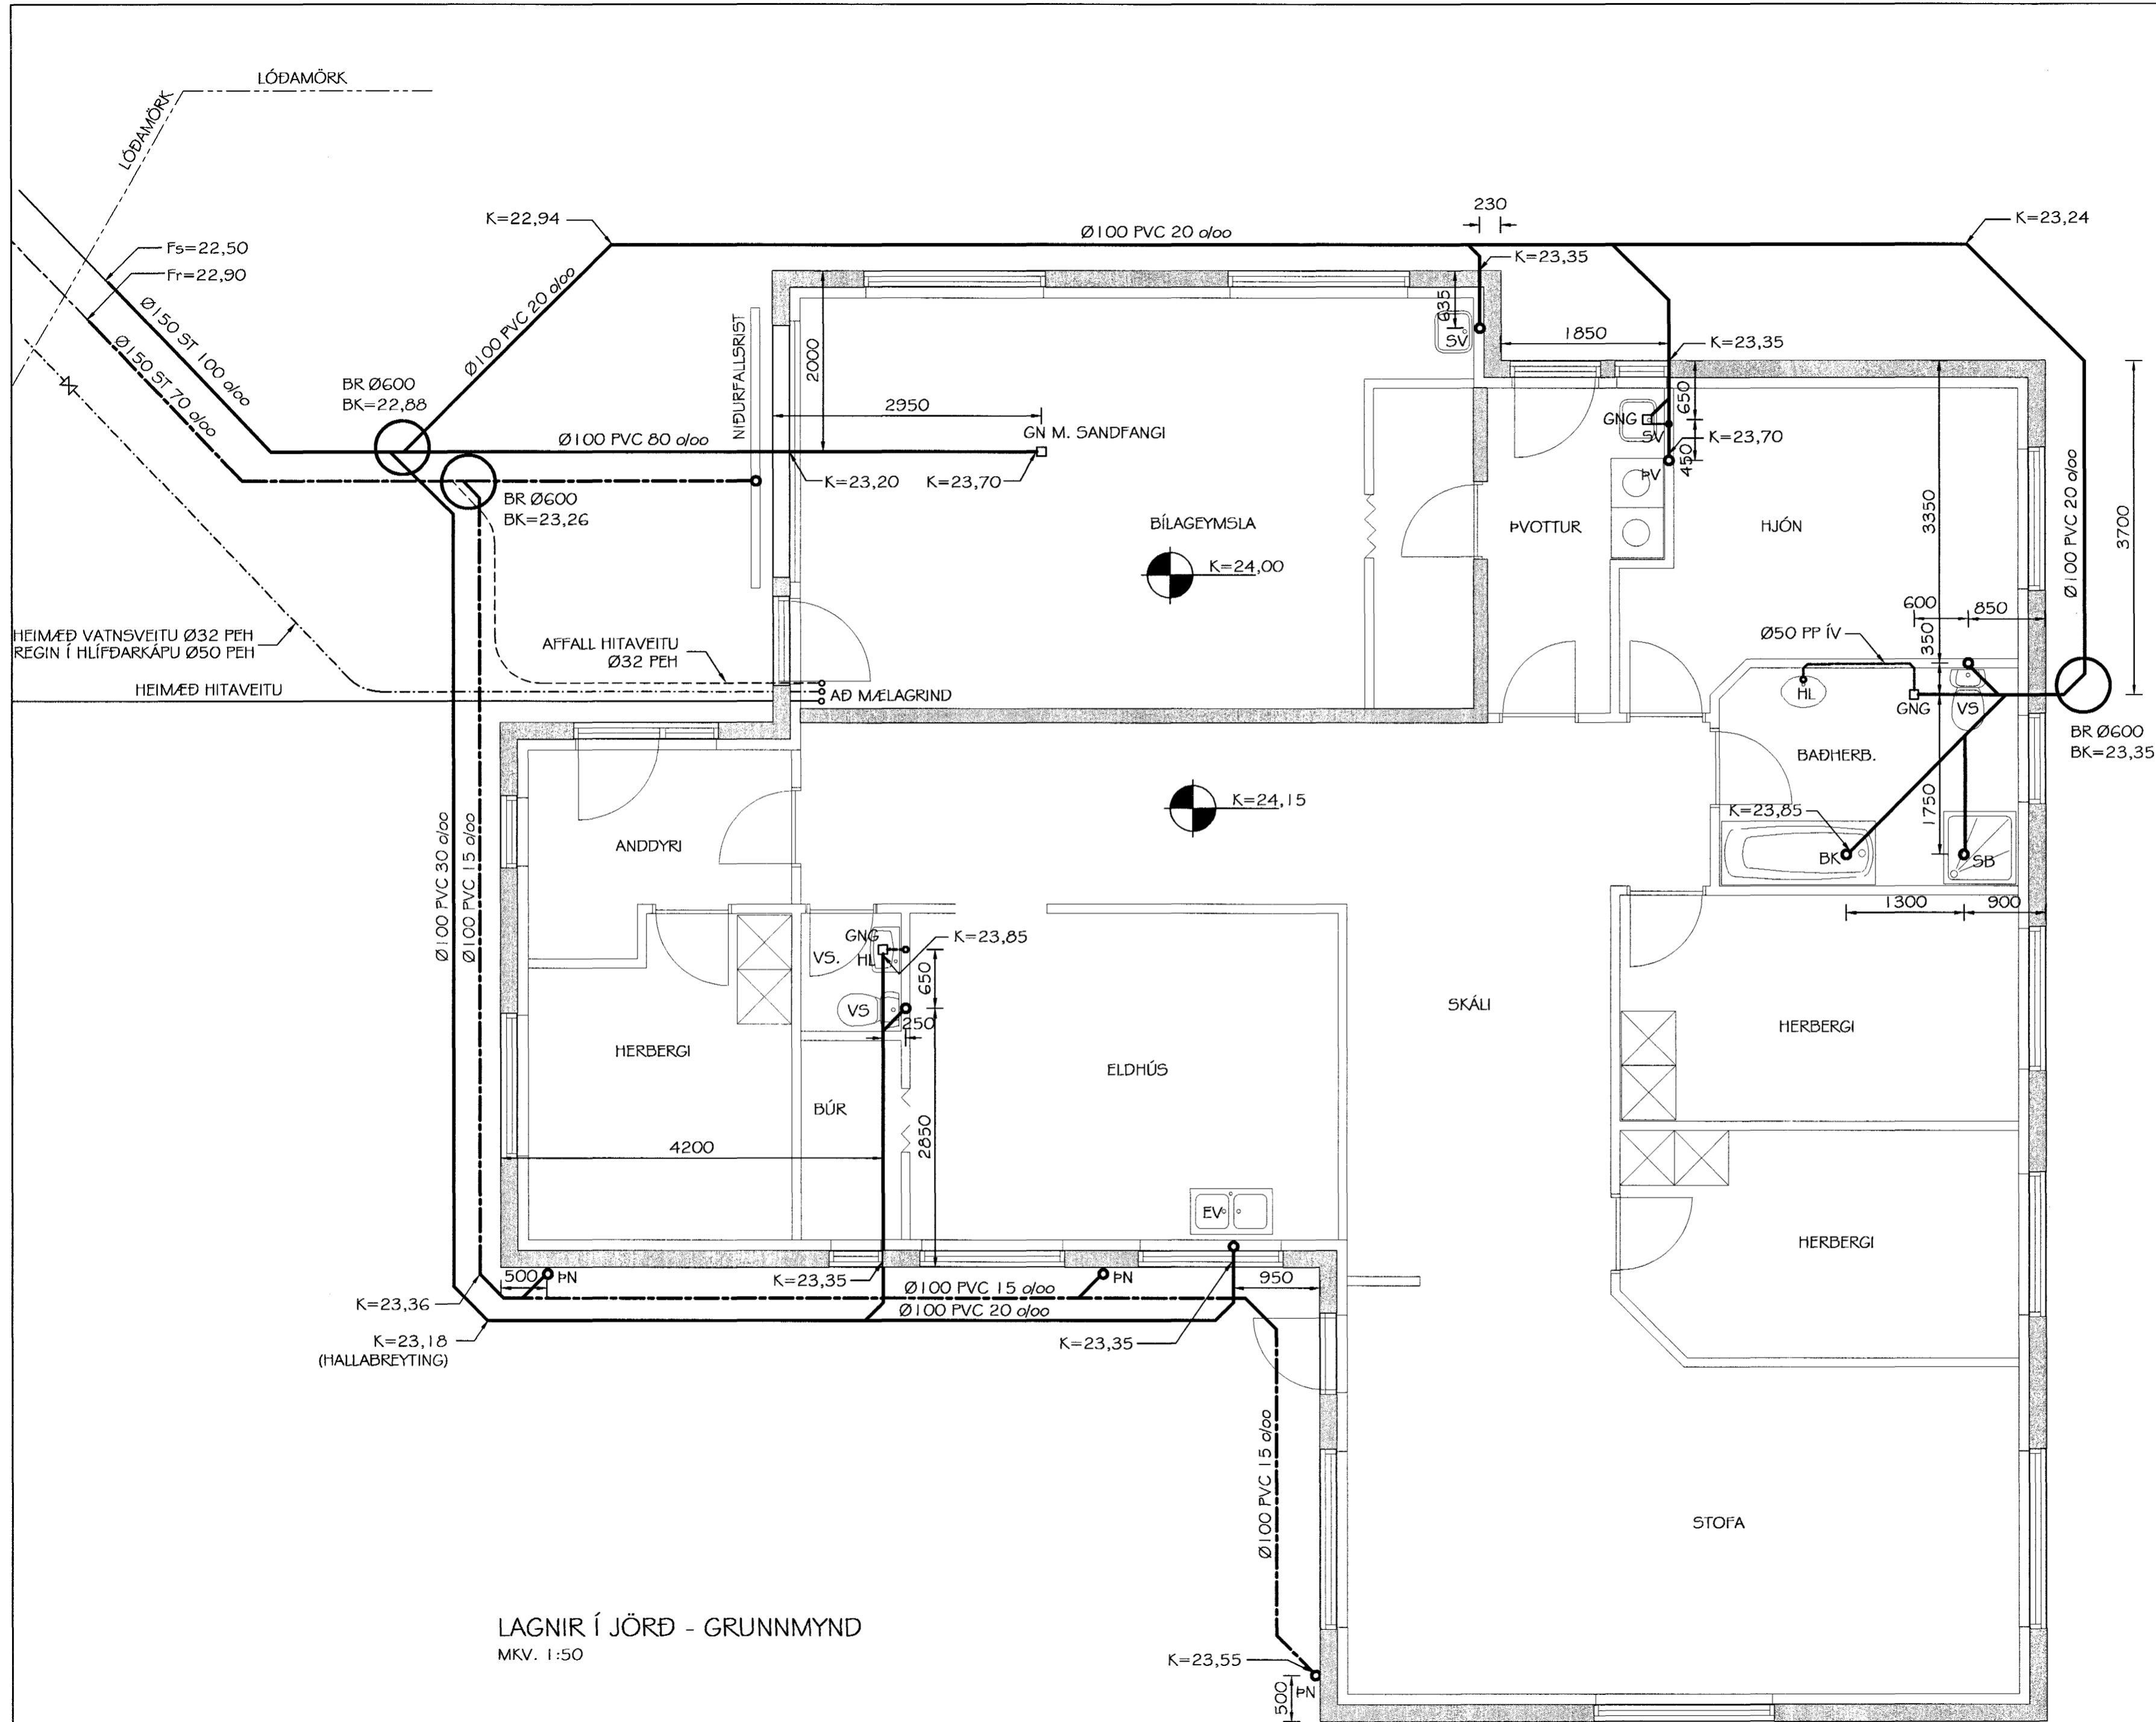 LÓÐAMÖRK
LÓÐAMÖRK
K=22,94
230
K=23,24
Ø100 PVC 20 o/oo
K=23,35
Fs=22,50
Fr=22,90
Ø150 ST 100 o/oo
Ø150 ST 70 o/oo
Ø100 PVC 20 o/oo
NIÐURFALLSRIST
2000
635
SV
1850
K=23,35
BR Ø600
BK=22,88
2950
GN M. SANDFANGI
Ø100 PVC 80 o/oo
GNG
SV
650
K=23,70
450
ÞV
K=23,20
K=23,70
BR Ø600
BK=23,26
BÍLAGEYMSLA
ÞVOTTUR
HJÓN
3350
Ø100 PVC 20 o/oo
3700
K=24,00
600
850
Ø50 PP ÍV
350
HEIMÆÐ VATNSVEITU Ø32 PEH
REGIN Í HLÍFÐARKÁPU Ø50 PEH
AFFALL HITAVEITU
Ø32 PEH
HEIMÆÐ HITAVEITU
AÐ MÆLAGRIND
HL
GNG
VS
BR Ø600
BK=23,35
BAÐHERB.
K=24,15
1750
K=23,85
BK
SB
ANDDYRI
Ø100 PVC 30 o/oo
Ø100 PVC 15 o/oo
1300
900
GNG
K=23,85
VS.
HL
650
VS
250
SKÁLI
HERBERGI
HERBERGI
ELDHÚS
BÚR
2850
4200
EV
HERBERGI
500
ÞN
K=23,35
ÞN
950
Ø100 PVC 15 o/oo
K=23,36
Ø100 PVC 20 o/oo
K=23,18
(HALLABREYTING)
K=23,35
Ø100 PVC 15 o/oo
STOFA
LAGNIR Í JÖRÐ - GRUNNMYND
MKV. 1:50
K=23,55
ÞN
500